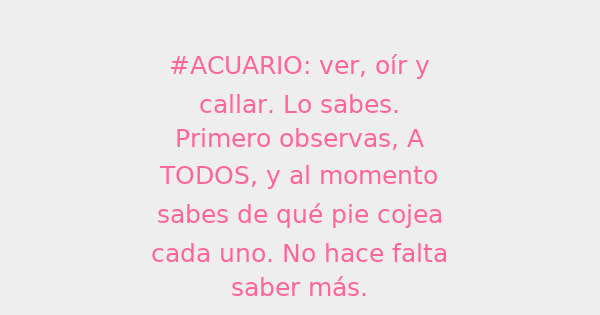 #ACUARIO: ver, oír y
callar. Lo sabes.
Primero observas, A
TODOS, y al momento
sabes de qué pie cojea
cada uno. No hace falta
saber más.